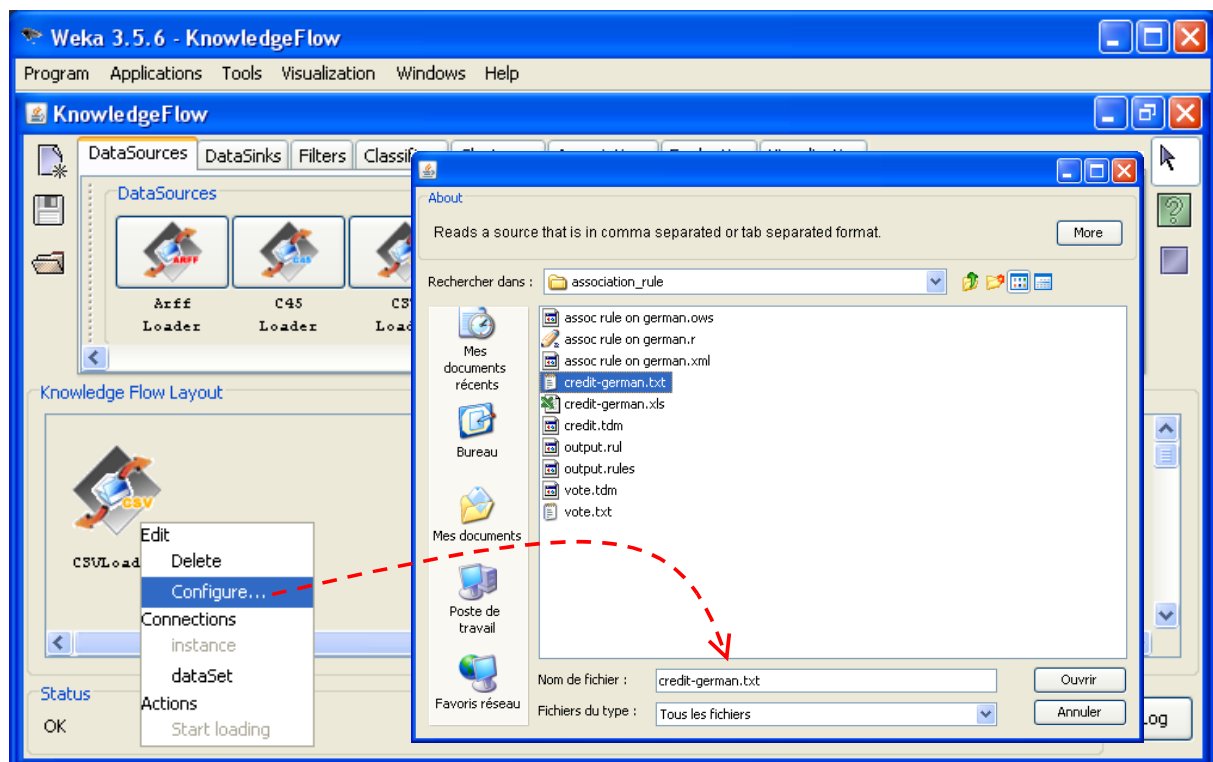 Weka 3.5.6 - KnowledgeFlow
Program Applications Tools Visualization Windows Help
KnowledgeFlow
DataSources DataSinks Filters
DataSources
ARFF
C45
Arff
Loader
C45
Loader
Knowledge Flow Layout
CSV
Edit
Delete
Configure...
Connections
instance
dataSet
Actions
Start loading
Status
OK
About
Reads a source that is in comma separated or tab separated format.
More
Rechercher dans : association_rule
Mes
documents
récents
Bureau
Mes documents
Poste de
travail
Favoris réseau
assoc rule on german.ows
assoc rule on german.r
assoc rule on german.xml
credit-german.txt
credit-german.xls
credit.tdm
output.rul
output.rules
vote.tdm
vote.txt
Nom de fichier : credit-german.txt Ouvrir
Fichiers du type : Tous les fichiers Annuler